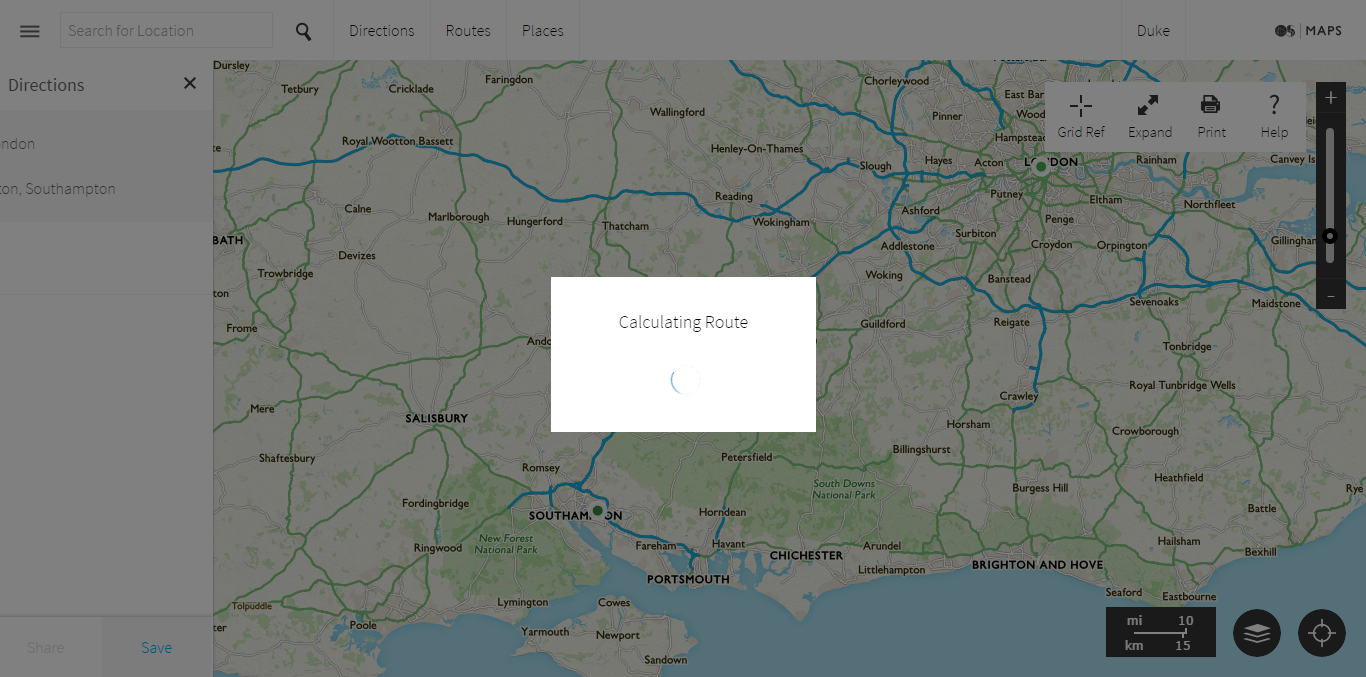 Search for Location
Directions
Routes
Places
Duke
OS | MAPS
Directions
ndon
ton, Southampton
Share
Save
Grid Ref
Expand
Print
Help
+
−
Calculating Route
Dursley
Tetbury
Cricklade
Faringdon
Wallingford
Chorleywood
East Bar
Pinner
Wood
Hampstea
Royal Wootton Bassett
Henley-On-Thames
Slough
Hayes
Acton
LONDON
Rainham
Canvey Is
Reading
Putney
Eltham
Northfleet
Calne
Marlborough
Hungerford
Thatcham
Wokingham
Ashford
Penge
Surbiton
BATH
Devizes
Addlestone
Croydon
Orpington
Gillingham
Trowbridge
Woking
Banstead
ton
Sevenoaks
Maidstone
Frome
Ando
Guildford
Reigate
Tonbridge
Royal Tunbridge Wells
Mere
SALISBURY
Crawley
Horsham
Crowborough
Shaftesbury
Romsey
Petersfield
Billingshurst
South Downs
National Park
Burgess Hill
Heathfield
Rye
Fordingbridge
SOUTHAMPTON
Horndean
Battle
New Forest
National Park
Ringwood
Fareham
Havant
CHICHESTER
Arundel
Hailsham
Bexhill
Littlehampton
BRIGHTON AND HOVE
PORTSMOUTH
Seaford
Eastbourne
Tolpuddle
Lymington
Cowes
ter
Poole
Yarmouth
Newport
Sandown
mi 10
km 15